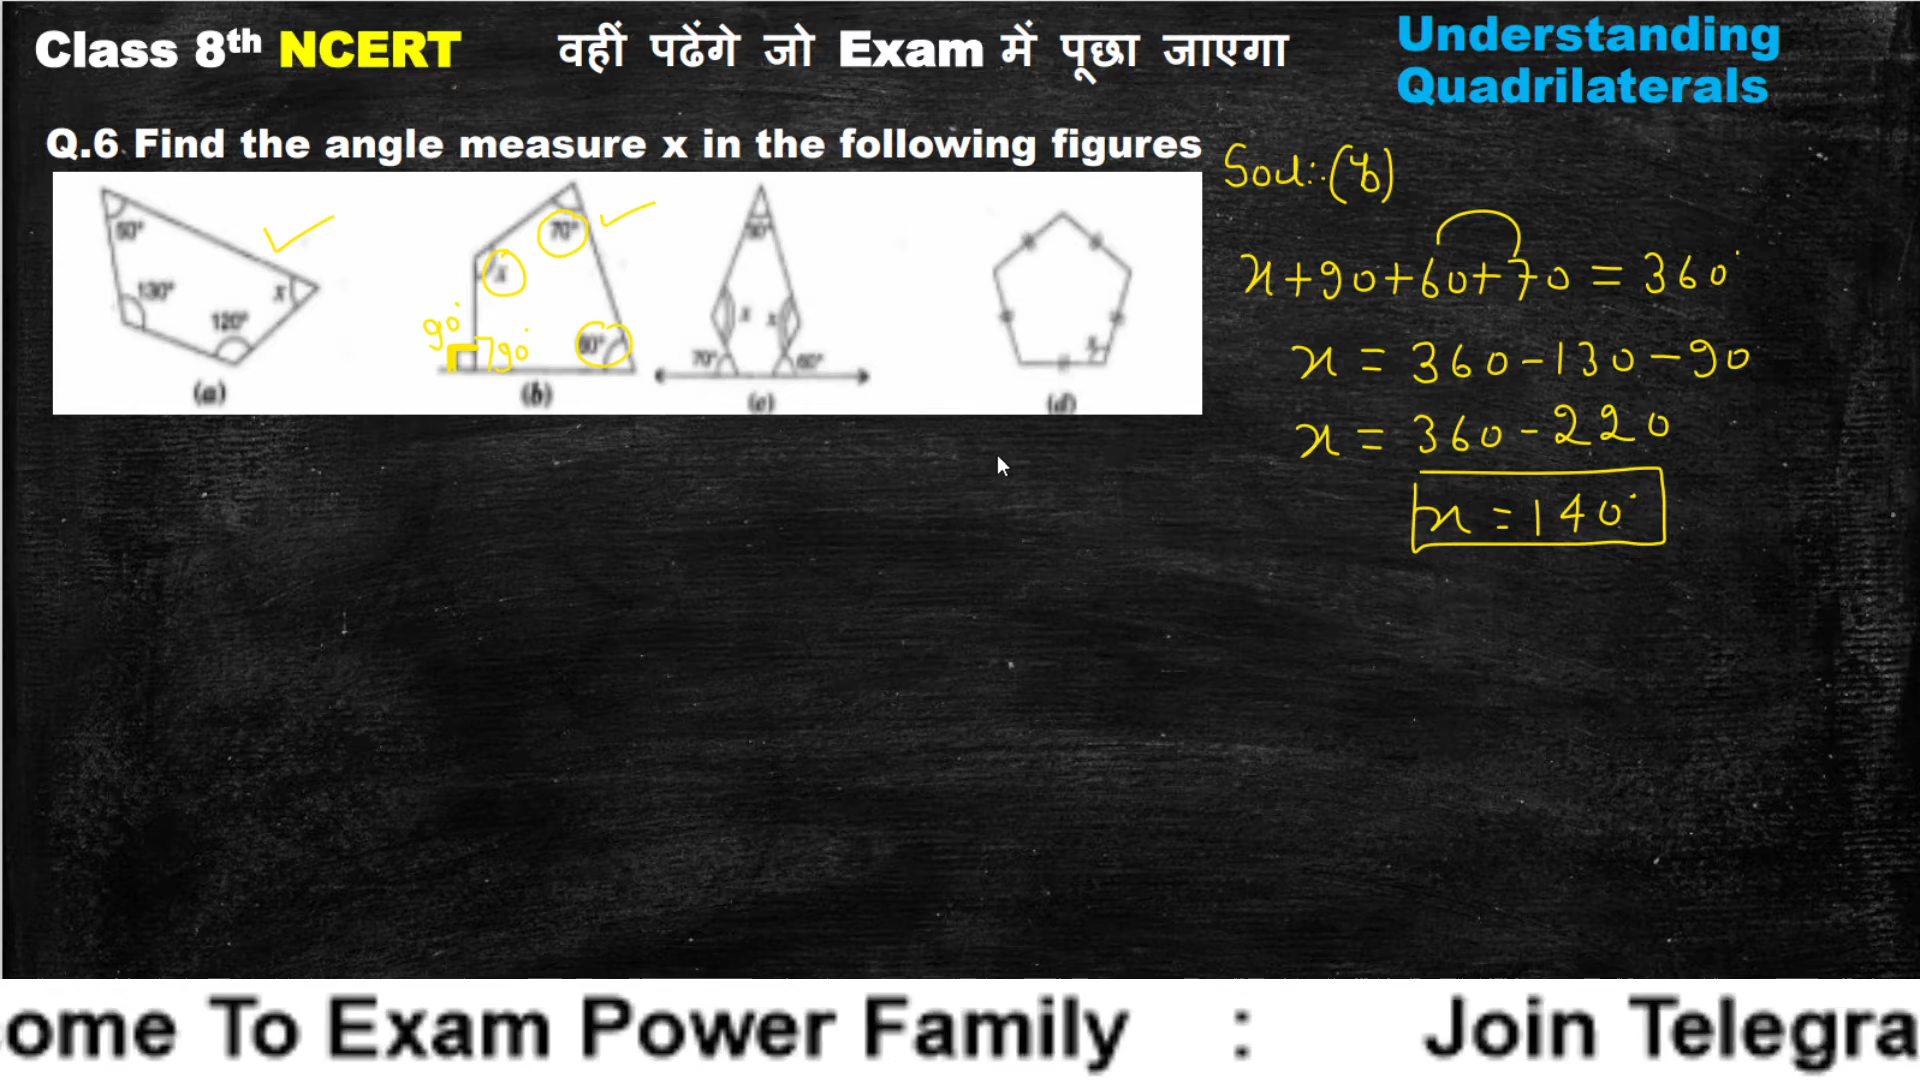 Class 8th NCERT वहीं पढेंगे जो Exam में पूछा जाएगा Understanding
Quadrilaterals
Q.6 Find the angle measure x in the following figures
Sol:.(b)
70°
x
130°
x
120°
90°
90°
x x
70° 60°
(a) (b) (c) (d)
x+90+60+70=360°
x = 360-130-90
x = 360-220
x = 140°
ome To Exam Power Family : Join Telegra